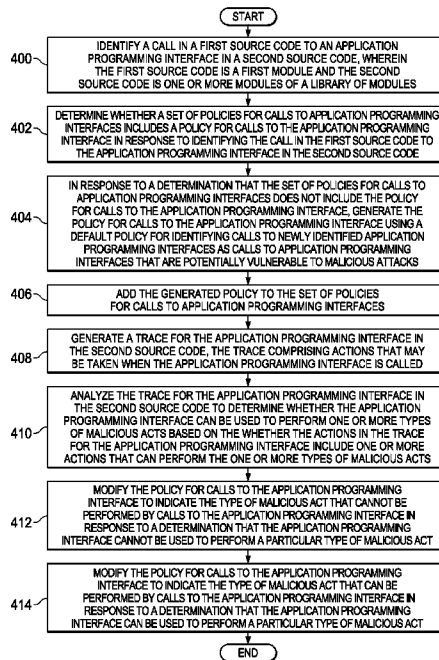 START
400
IDENTIFY A CALL IN A FIRST SOURCE CODE TO AN APPLICATION
PROGRAMMING INTERFACE IN A SECOND SOURCE CODE, WHEREIN
THE FIRST SOURCE CODE IS A FIRST MODULE AND THE SECOND
SOURCE CODE IS ONE OR MORE MODULES OF A LIBRARY OF MODULES
402
DETERMINE WHETHER A SET OF POLICIES FOR CALLS TO APPLICATION PROGRAMMING
INTERFACES INCLUDES A POLICY FOR CALLS TO THE APPLICATION PROGRAMMING
INTERFACE IN RESPONSE TO IDENTIFYING THE CALL IN THE FIRST SOURCE CODE TO
THE APPLICATION PROGRAMMING INTERFACE IN THE SECOND SOURCE CODE
404
IN RESPONSE TO A DETERMINATION THAT THE SET OF POLICIES FOR CALLS TO
APPLICATION PROGRAMMING INTERFACES DOES NOT INCLUDE THE POLICY
FOR CALLS TO THE APPLICATION PROGRAMMING INTERFACE, GENERATE THE
POLICY FOR CALLS TO THE APPLICATION PROGRAMMING INTERFACE USING A
DEFAULT POLICY FOR IDENTIFYING CALLS TO NEWLY IDENTIFIED APPLICATION
PROGRAMMING INTERFACES AS CALLS TO APPLICATION PROGRAMMING
INTERFACES THAT ARE POTENTIALLY VULNERABLE TO MALICIOUS ATTACKS
406
ADD THE GENERATED POLICY TO THE SET OF POLICIES
FOR CALLS TO APPLICATION PROGRAMMING INTERFACES
408
GENERATE A TRACE FOR THE APPLICATION PROGRAMMING INTERFACE IN
THE SECOND SOURCE CODE, THE TRACE COMPRISING ACTIONS THAT MAY
BE TAKEN WHEN THE APPLICATION PROGRAMMING INTERFACE IS CALLED
410
ANALYZE THE TRACE FOR THE APPLICATION PROGRAMMING INTERFACE IN
THE SECOND SOURCE CODE TO DETERMINE WHETHER THE APPLICATION
PROGRAMMING INTERFACE CAN BE USED TO PERFORM ONE OR MORE TYPES
OF MALICIOUS ACTS BASED ON THE WHETHER THE ACTIONS IN THE TRACE
FOR THE APPLICATION PROGRAMMING INTERFACE INCLUDE ONE OR MORE
ACTIONS THAT CAN PERFORM THE ONE OR MORE TYPES OF MALICIOUS ACTS
412
MODIFY THE POLICY FOR CALLS TO THE APPLICATION PROGRAMMING
INTERFACE TO INDICATE THE TYPE OF MALICIOUS ACT THAT CANNOT BE
PERFORMED BY CALLS TO THE APPLICATION PROGRAMMING INTERFACE IN
RESPONSE TO A DETERMINATION THAT THE APPLICATION PROGRAMMING
INTERFACE CANNOT BE USED TO PERFORM A PARTICULAR TYPE OF MALICIOUS ACT
414
MODIFY THE POLICY FOR CALLS TO THE APPLICATION PROGRAMMING
INTERFACE TO INDICATE THE TYPE OF MALICIOUS ACT THAT CAN BE
PERFORMED BY CALLS TO THE APPLICATION PROGRAMMING INTERFACE IN
RESPONSE TO A DETERMINATION THAT THE APPLICATION PROGRAMMING
INTERFACE CAN BE USED TO PERFORM A PARTICULAR TYPE OF MALICIOUS ACT
END